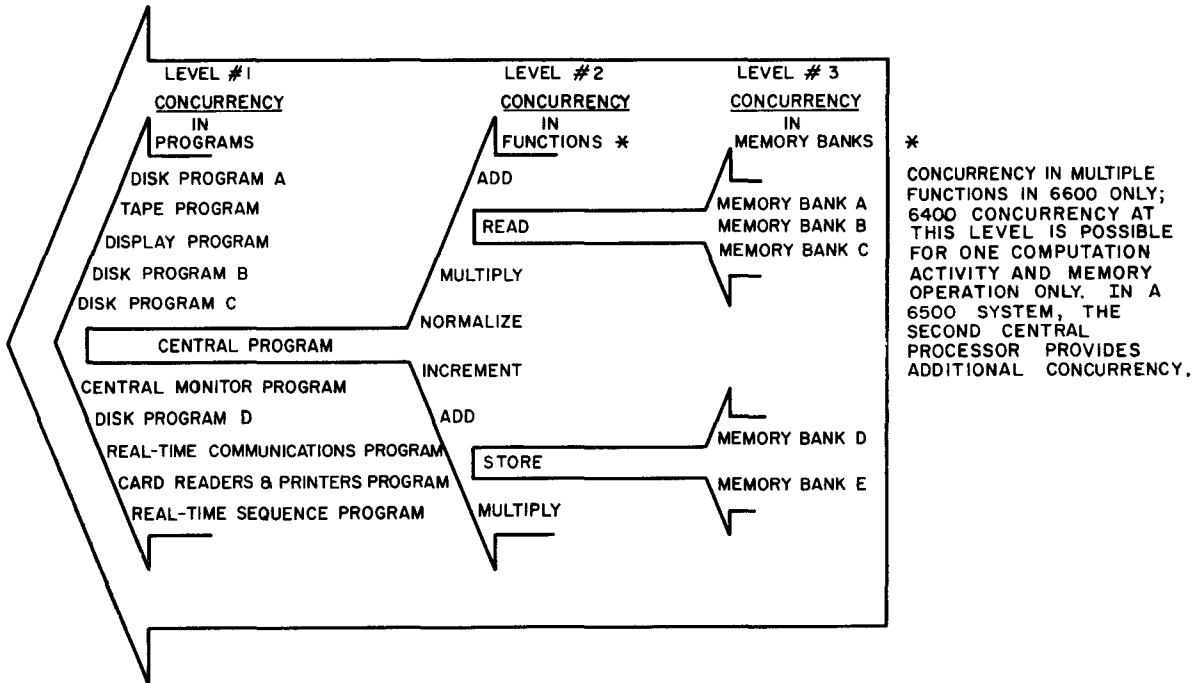 LEVEL #1
CONCURRENCY
IN
PROGRAMS
DISK PROGRAM A
TAPE PROGRAM
DISPLAY PROGRAM
DISK PROGRAM B
DISK PROGRAM C
CENTRAL PROGRAM
CENTRAL MONITOR PROGRAM
DISK PROGRAM D
REAL-TIME COMMUNICATIONS PROGRAM
CARD READERS & PRINTERS PROGRAM
REAL-TIME SEQUENCE PROGRAM
LEVEL #2
CONCURRENCY
IN
FUNCTIONS *
ADD
READ
MULTIPLY
NORMALIZE
INCREMENT
ADD
STORE
MULTIPLY
LEVEL #3
CONCURRENCY
IN
MEMORY BANKS
MEMORY BANK A
MEMORY BANK B
MEMORY BANK C
MEMORY BANK D
MEMORY BANK E
*
CONCURRENCY IN MULTIPLE
FUNCTIONS IN 6600 ONLY;
6400 CONCURRENCY AT
THIS LEVEL IS POSSIBLE
FOR ONE COMPUTATION
ACTIVITY AND MEMORY
OPERATION ONLY. IN A
6500 SYSTEM, THE
SECOND CENTRAL
PROCESSOR PROVIDES
ADDITIONAL CONCURRENCY.